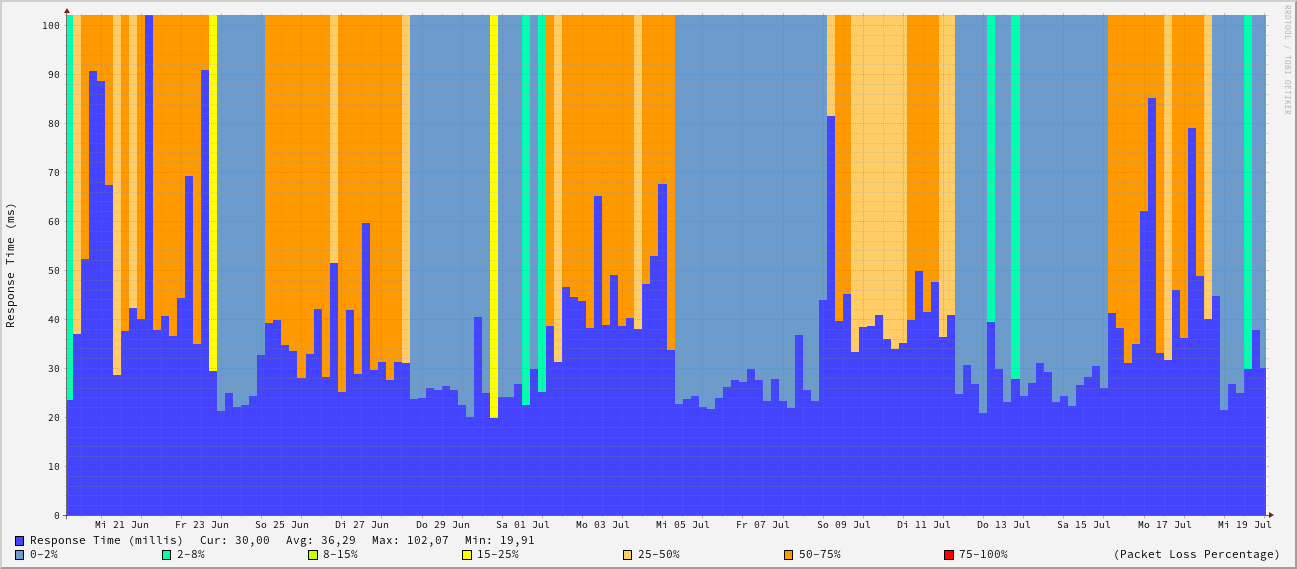 RRDTOOL / TOBI OETIKER
Response Time (ms)
100
90
80
70
60
50
40
30
20
10
0
Mi 21 Jun Fr 23 Jun So 25 Jun Di 27 Jun Do 29 Jun Sa 01 Jul Mo 03 Jul Mi 05 Jul Fr 07 Jul So 09 Jul Di 11 Jul Do 13 Jul Sa 15 Jul Mo 17 Jul Mi 19 Jul
Response Time (millis) Cur: 30,00 Avg: 36,29 Max: 102,07 Min: 19,91
0-2% 2-8% 8-15% 15-25% 25-50% 50-75% 75-100% (Packet Loss Percentage)